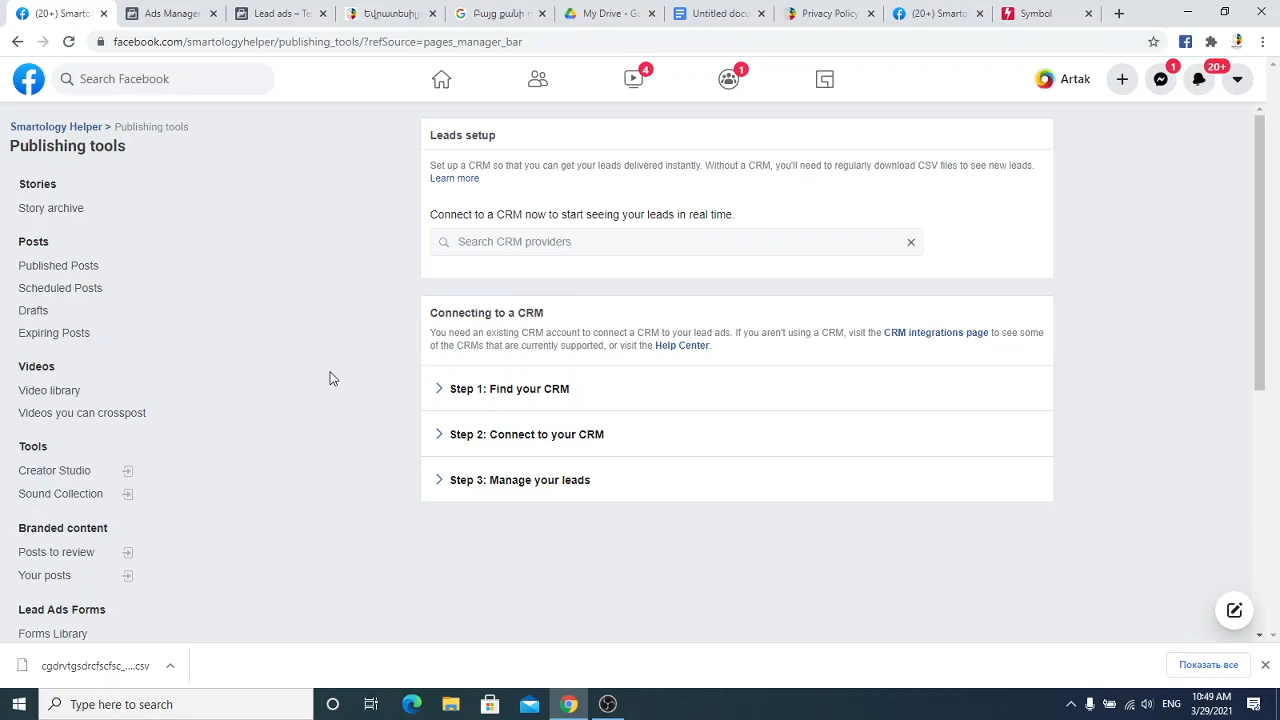 (20+) Smarto
Ads Manager
Lead ads – Te
Երևատեսիլ
Բայց քանի r
My Drive - Go
Untitled docu
Privacy Policy
(20+) Smarto
Symbol
facebook.com/smartologyhelper/publishing_tools/?refSource=pages_manager_bar
Search Facebook
4
1
Artak
1
20+
Smartology Helper > Publishing tools
Publishing tools
Stories
Story archive
Posts
Published Posts
Scheduled Posts
Drafts
Expiring Posts
Videos
Video library
Videos you can crosspost
Tools
Creator Studio
Sound Collection
Branded content
Posts to review
Your posts
Lead Ads Forms
Forms Library
Leads setup
Set up a CRM so that you can get your leads delivered instantly. Without a CRM, you'll need to regularly download CSV files to see new leads.
Learn more
Connect to a CRM now to start seeing your leads in real time.
Search CRM providers
Connecting to a CRM
You need an existing CRM account to connect a CRM to your lead ads. If you aren't using a CRM, visit the CRM integrations page to see some
of the CRMs that are currently supported, or visit the Help Center.
Step 1: Find your CRM
Step 2: Connect to your CRM
Step 3: Manage your leads
cgdrvtgsdrcfscfsc_....csv
Показать все
Type here to search
ENG
10:49 AM
3/29/2021